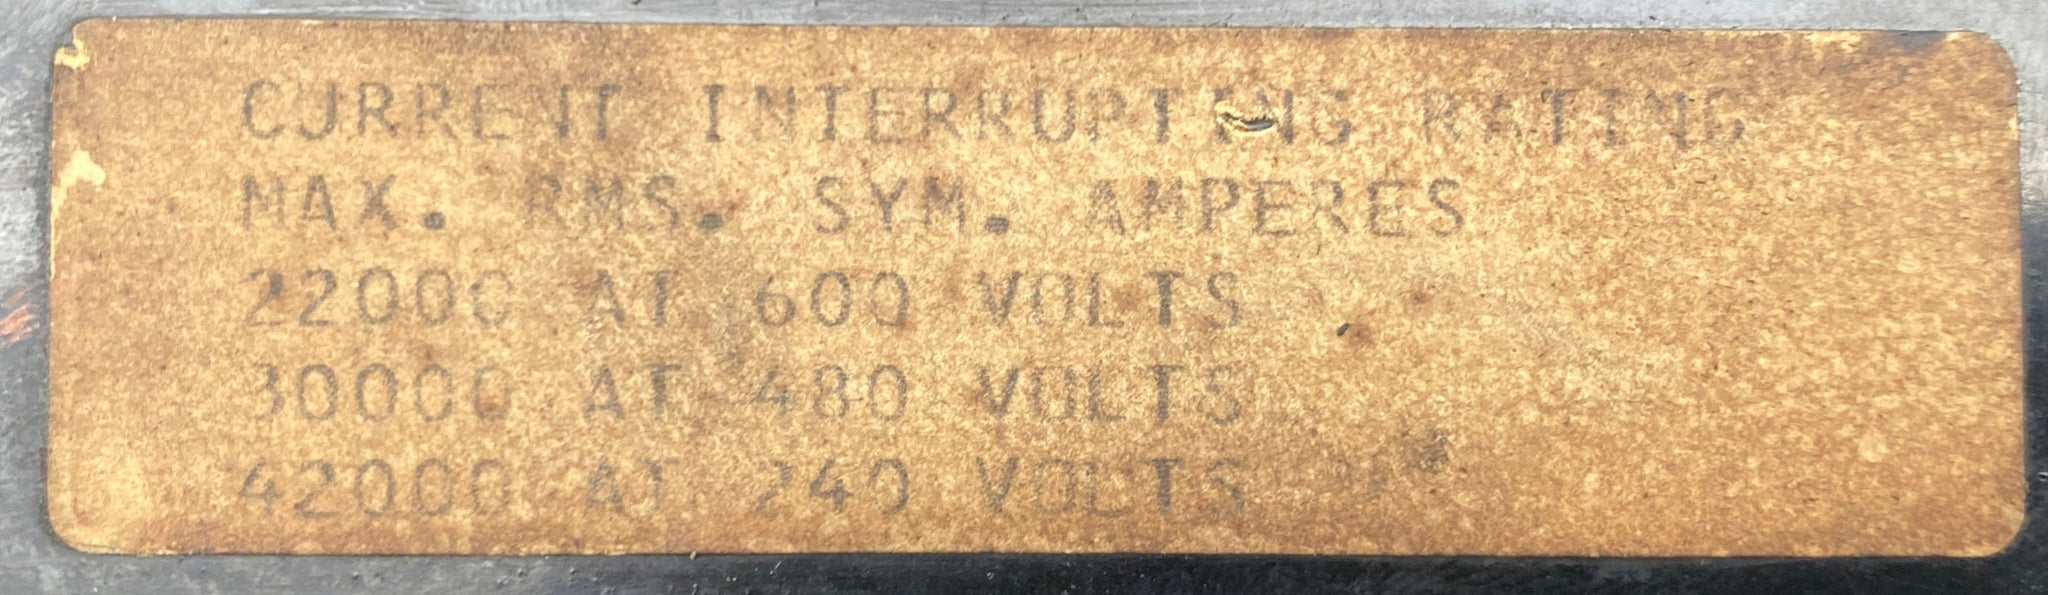 CURRENT INTERRUPTING RATING
MAX. RMS. SYM. AMPERES
22000 AT 600 VOLTS
30000 AT 480 VOLTS
42000 AT 240 VOLTS